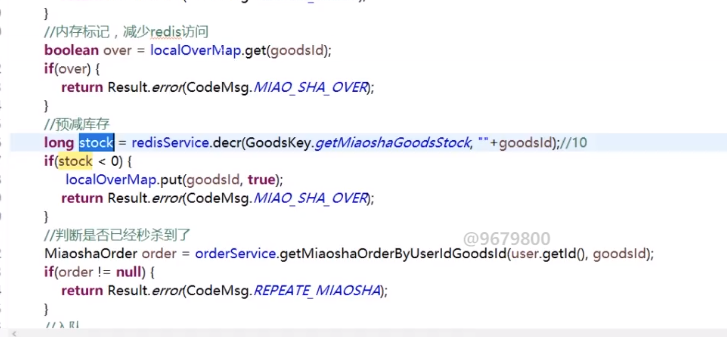 }
//内存标记，减少redis访问
boolean over = localOverMap.get(goodsId);
if(over) {
return Result.error(CodeMsg.MIAO_SHA_OVER);
}
//预减库存
long stock = redisService.decr(GoodsKey.getMiaoshaGoodsStock, ""+goodsId);//10
if(stock < 0) {
localOverMap.put(goodsId, true);
return Result.error(CodeMsg.MIAO_SHA_OVER);
}
//判断是否已经秒杀到了
@9679800
MiaoshaOrder order = orderService.getMiaoshaOrderByUserIdGoodsId(user.getId(), goodsId);
if(order != null) {
return Result.error(CodeMsg.REPEATE_MIAOSHA);
}
//入队